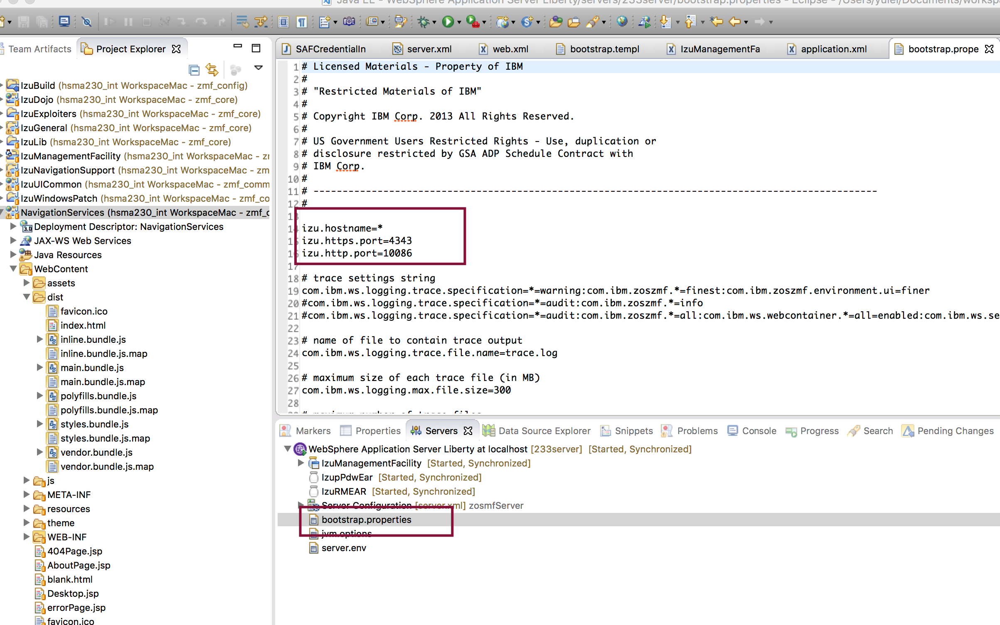 Java EE - WebSphere Application Server Liberty/servers/233server/bootstrap.properties - Eclipse - /Users/yulei/Documents/worksp
Team Artifacts
Project Explorer
IzuBuild (hsma230_int WorkspaceMac - zmf_config)
IzuDojo (hsma230_int WorkspaceMac - zmf_core)
IzuExploiters (hsma230_int WorkspaceMac - zmf_core)
IzuGeneral (hsma230_int WorkspaceMac - zmf_core)
IzuLib (hsma230_int WorkspaceMac - zmf_core)
IzuManagementFacility (hsma230_int WorkspaceMac - zr
IzuNavigationSupport (hsma230_int WorkspaceMac - zm
IzuUICommon (hsma230_int WorkspaceMac - zmf_comm
IzuWindowsPatch (hsma230_int WorkspaceMac - zmf_co
NavigationServices (hsma230_int WorkspaceMac - zmf_c
Deployment Descriptor: NavigationServices
JAX-WS Web Services
Java Resources
WebContent
assets
dist
favicon.ico
index.html
inline.bundle.js
inline.bundle.js.map
main.bundle.js
main.bundle.js.map
polyfills.bundle.js
polyfills.bundle.js.map
styles.bundle.js
styles.bundle.js.map
vendor.bundle.js
vendor.bundle.js.map
js
META-INF
resources
theme
WEB-INF
404Page.jsp
AboutPage.jsp
blank.html
Desktop.jsp
errorPage.jsp
favicon.ico
SAFCredentialIn
server.xml
web.xml
bootstrap.templ
IzuManagementFa
application.xml
bootstrap.prope
1 # Licensed Materials - Property of IBM
2 #
3 # "Restricted Materials of IBM"
4 #
5 # Copyright IBM Corp. 2013 All Rights Reserved.
6 #
7 # US Government Users Restricted Rights - Use, duplication or
8 # disclosure restricted by GSA ADP Schedule Contract with
9 # IBM Corp.
10 #
11 # -------------------------------------------------------------------------------------------------
12 #
13
14 izu.hostname=*
15 izu.https.port=4343
16 izu.http.port=10086
17
18 # trace settings string
19 com.ibm.ws.logging.trace.specification=*=warning:com.ibm.zoszmf.*=finest:com.ibm.zoszmf.environment.ui=finer
20 #com.ibm.ws.logging.trace.specification=*=audit:com.ibm.zoszmf.*=info
21 #com.ibm.ws.logging.trace.specification=*=audit:com.ibm.zoszmf.*=all:com.ibm.ws.webcontainer.*=all=enabled:com.ibm.ws.se
22
23 # name of file to contain trace output
24 com.ibm.ws.logging.trace.file.name=trace.log
25
26 # maximum size of each trace file (in MB)
27 com.ibm.ws.logging.max.file.size=300
28
# maximum number of trace files
Markers
Properties
Servers
Data Source Explorer
Snippets
Problems
Console
Progress
Search
Pending Changes
WebSphere Application Server Liberty at localhost [233server] [Started, Synchronized]
IzuManagementFacility [Started, Synchronized]
IzupPdwEar [Started, Synchronized]
IzuRMEAR [Started, Synchronized]
Server Configuration [server.xml] zosmfServer
bootstrap.properties
jvm.options
server.env